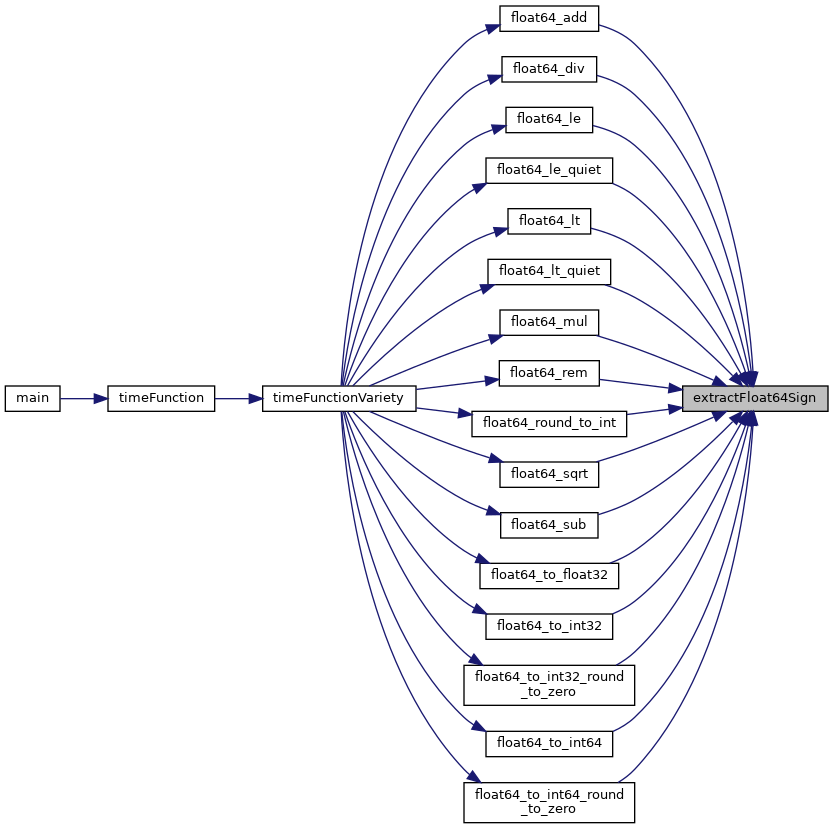 float64_add
float64_div
float64_le
float64_le_quiet
float64_lt
float64_lt_quiet
float64_mul
float64_rem
main
timeFunction
timeFunctionVariety
extractFloat64Sign
float64_round_to_int
float64_sqrt
float64_sub
float64_to_float32
float64_to_int32
float64_to_int32_round
_to_zero
float64_to_int64
float64_to_int64_round
_to_zero